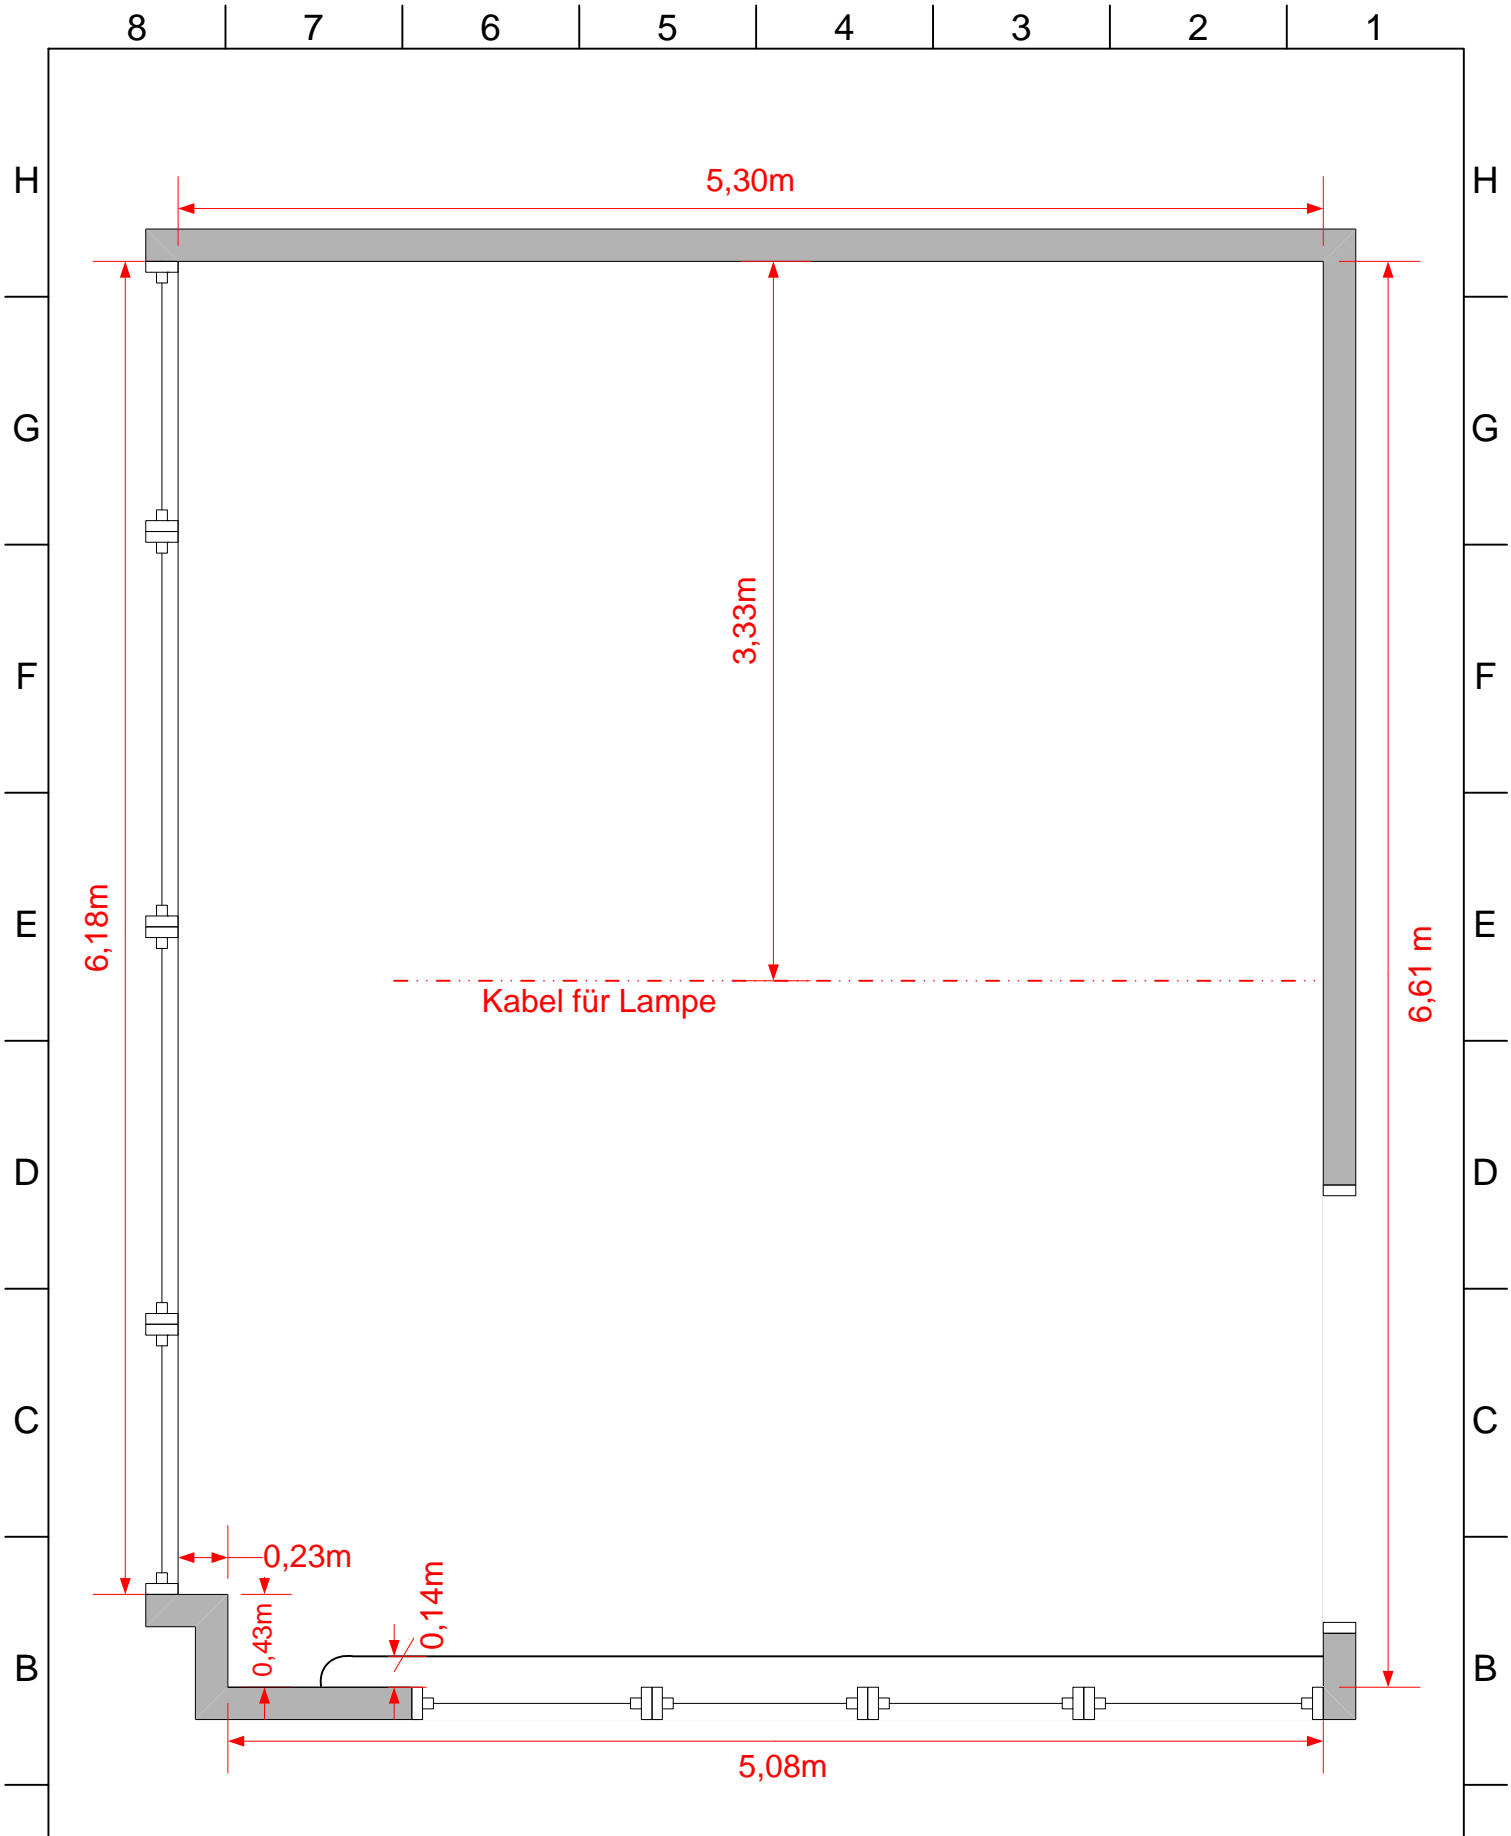 8 7 6 5 4 3 2 1
H H
5,30m
G G
3,33m
F F
6,18m
E E
6,61 m
Kabel für Lampe
D D
C C
0,23m
0,14m
0,43m
B B
5,08m